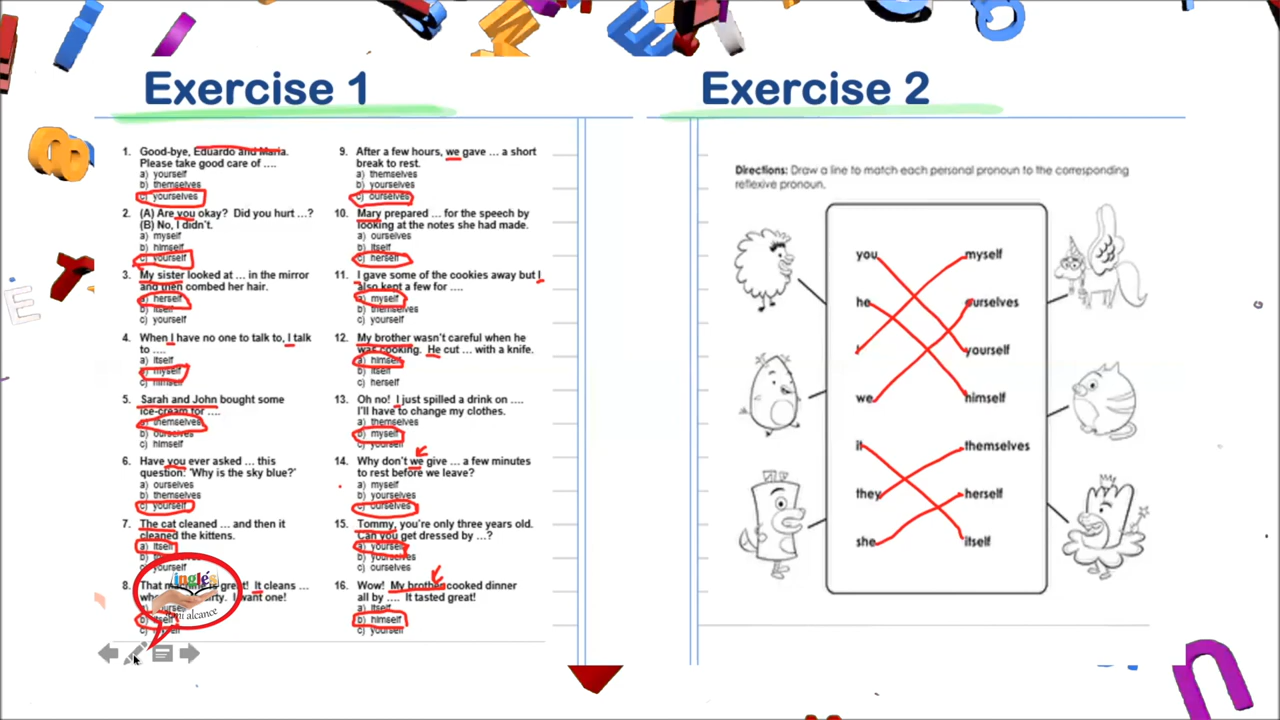 Exercise 1
1. Good-bye, Eduardo and Maria.
Please take good care of ....
a) yourself
b) themselves
c) yourselves
2. (A) Are you okay? Did you hurt ...?
(B) No, I didn't.
a) myself
b) himself
c) yourself
3. My sister looked at ... in the mirror
and then combed her hair.
a) herself
b) itself
c) yourself
4. When I have no one to talk to, I talk
to ....
a) itself
b) myself
c) himself
5. Sarah and John bought some
ice-cream for ....
a) themselves
b) ourselves
c) himself
6. Have you ever asked ... this
question: 'Why is the sky blue?'
a) ourselves
b) themselves
c) yourself
7. The cat cleaned ... and then it
cleaned the kittens.
a) itself
yourself
8. That is great! It cleans ...
want one!
b) itself
9. After a few hours, we gave ... a short
break to rest.
a) themselves
b) yourselves
c) ourselves
10. Mary prepared ... for the speech by
looking at the notes she had made.
a) ourselves
b) itself
c) herself
11. I gave some of the cookies away but I
also kept a few for ....
a) myself
b) themselves
c) yourself
12. My brother wasn't careful when he
was cooking. He cut ... with a knife.
a) himself
b) itself
c) herself
13. Oh no! I just spilled a drink on ....
I'll have to change my clothes.
a) themselves
b) myself
c) yourself
14. Why don't we give ... a few minutes
to rest before we leave?
a) myself
b) yourselves
c) ourselves
15. Tommy, you're only three years old.
Can you get dressed by ...?
a) yourself
b) yourselves
c) ourselves
16. Wow! My brother cooked dinner
all by .... It tasted great!
a) itself
b) himself
c) yourself
inglés
alcance
Exercise 2
Directions: Draw a line to match each personal pronoun to the corresponding
reflexive pronoun.
you myself
he ourselves
I yourself
we himself
it themselves
they herself
she itself